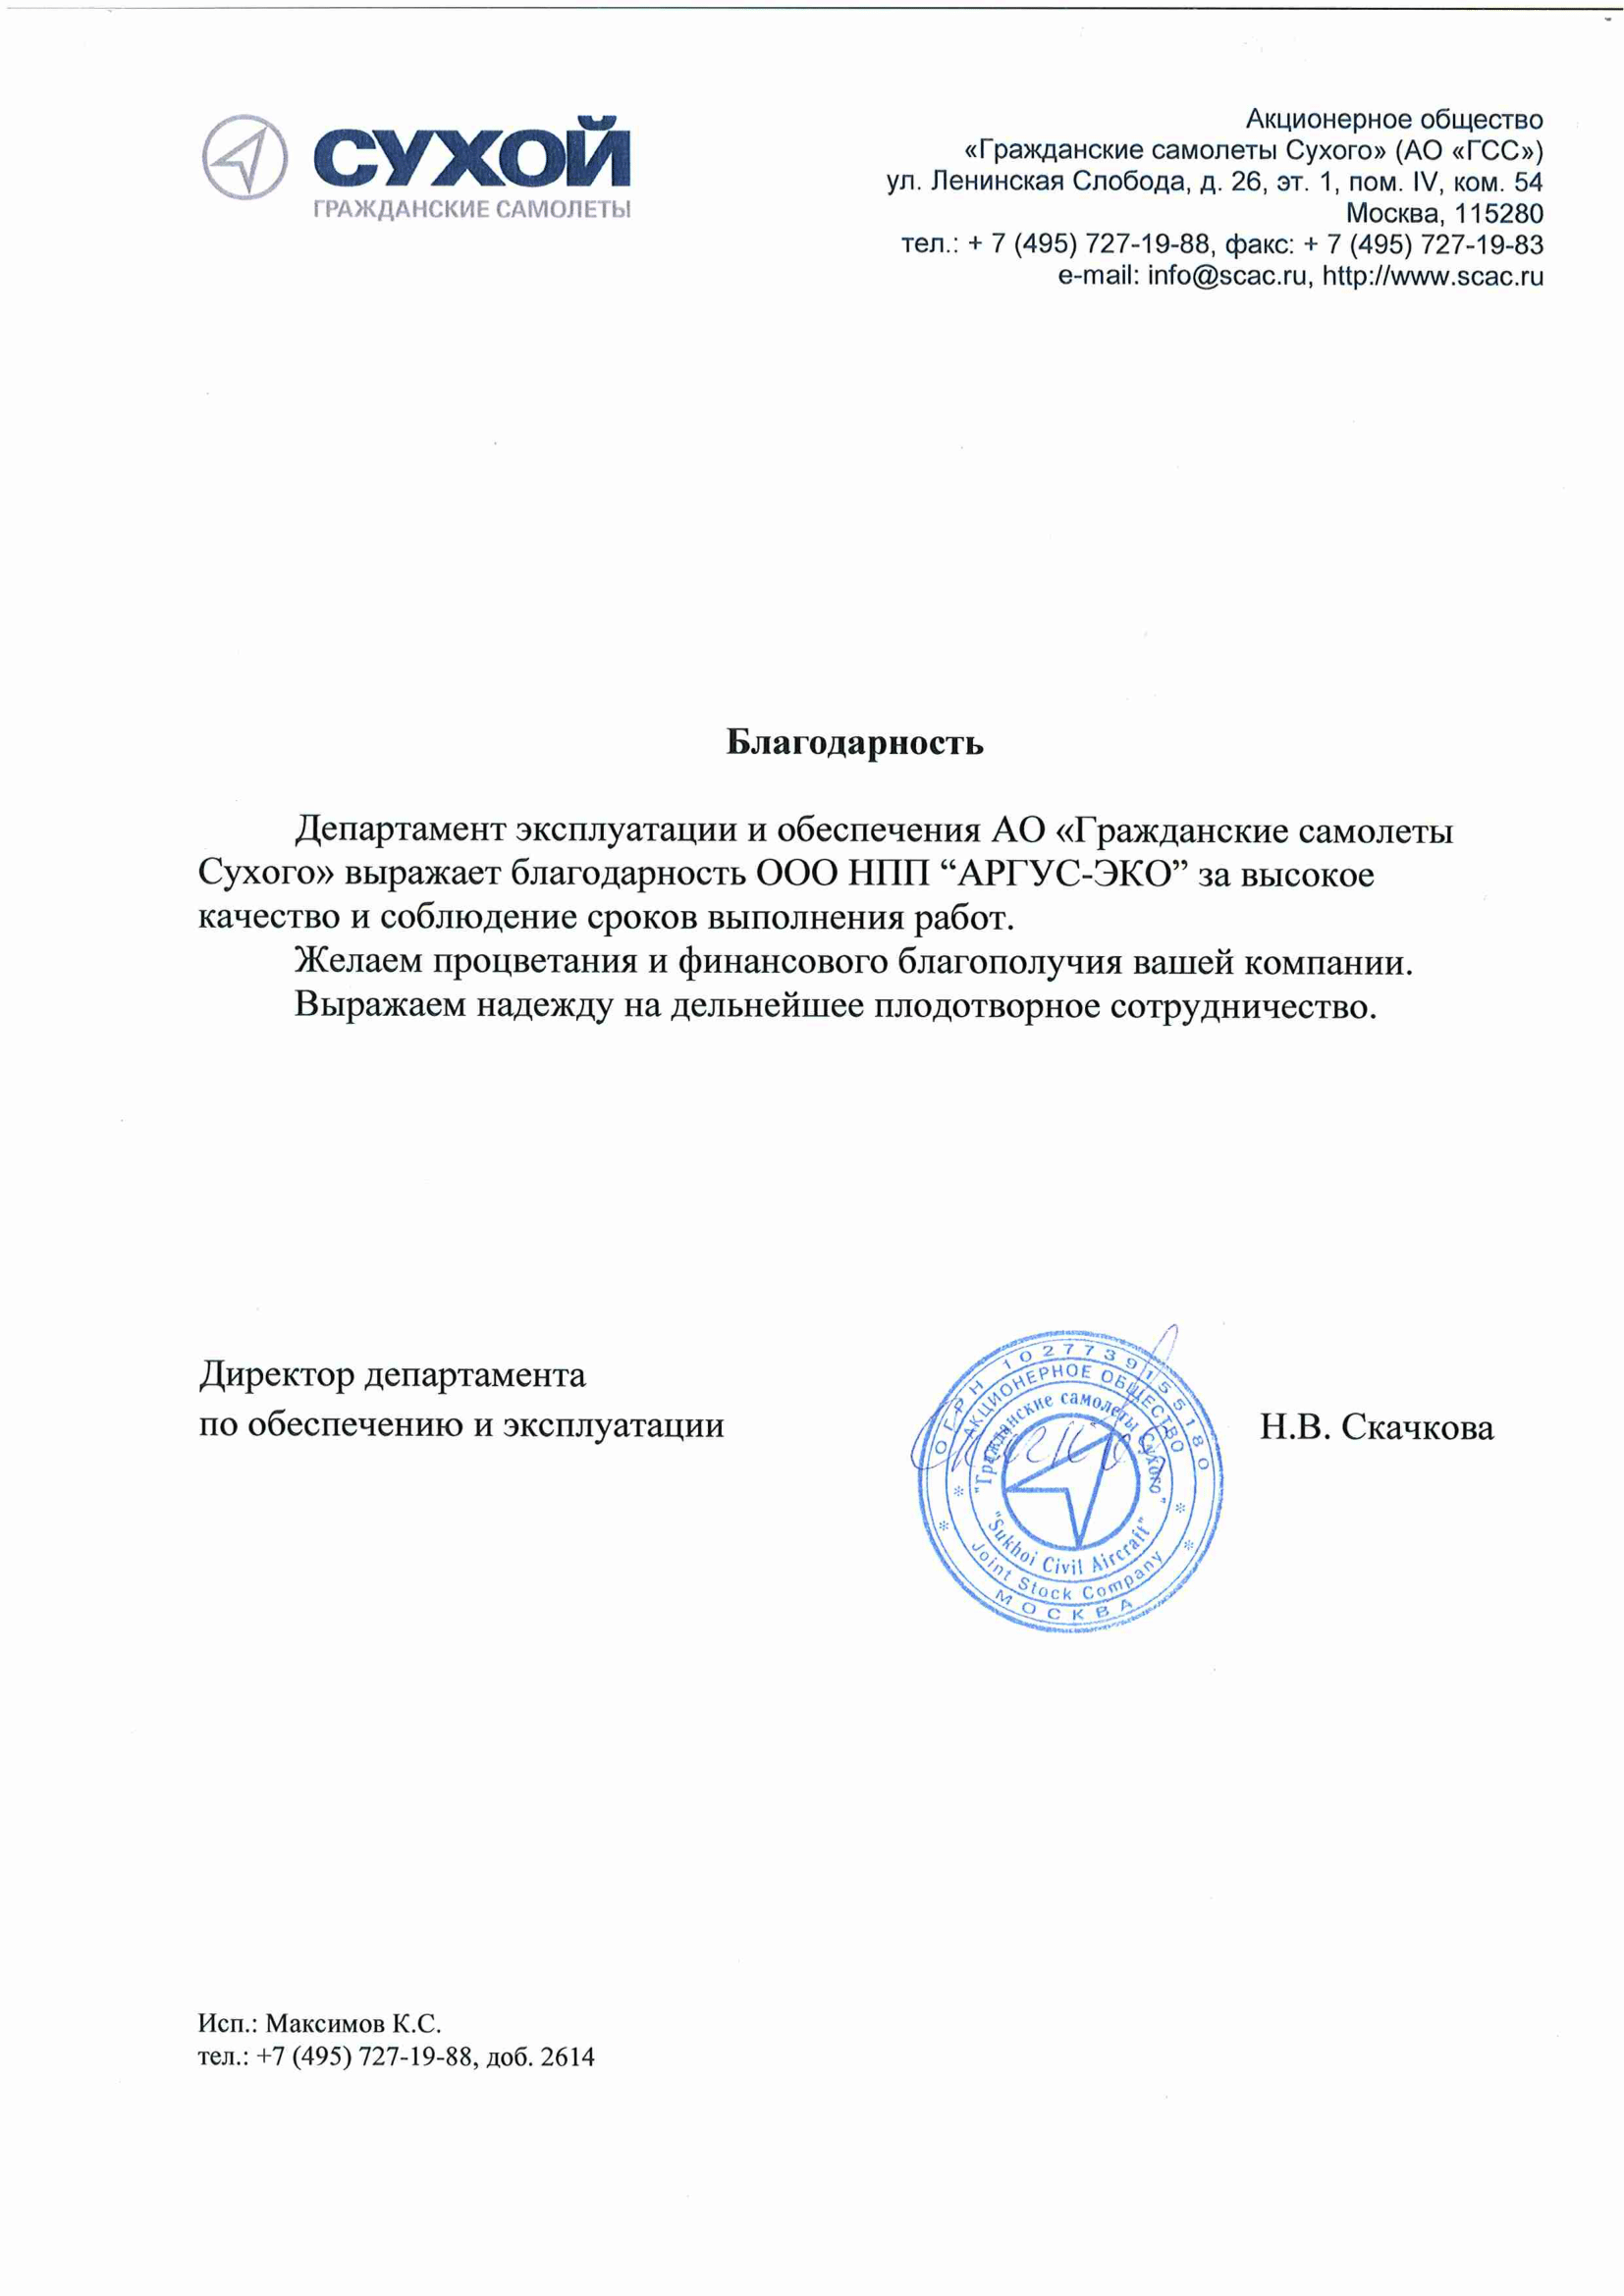 СУХОЙ
ГРАЖДАНСКИЕ САМОЛЕТЫ
Акционерное общество
«Гражданские самолеты Сухого» (АО «ГСС»)
ул. Ленинская Слобода, д. 26, эт. 1, пом. IV, ком. 54
Москва, 115280
тел.: + 7 (495) 727-19-88, факс: + 7 (495) 727-19-83
e-mail: info@scac.ru, http://www.scac.ru
Благодарность
Департамент эксплуатации и обеспечения АО «Гражданские самолеты
Сухого» выражает благодарность ООО НПП “АРГУС-ЭКО” за высокое
качество и соблюдение сроков выполнения работ.
Желаем процветания и финансового благополучия вашей компании.
Выражаем надежду на дельнейшее плодотворное сотрудничество.
Директор департамента
по обеспечению и эксплуатации
ОГРН 1027739155180
АКЦИОНЕРНОЕ ОБЩЕСТВО
"Гражданские самолеты Сухого"
"Sukhoi Civil Aircraft"
Joint Stock Company
МОСКВА
Н.В. Скачкова
Исп.: Максимов К.С.
тел.: +7 (495) 727-19-88, доб. 2614